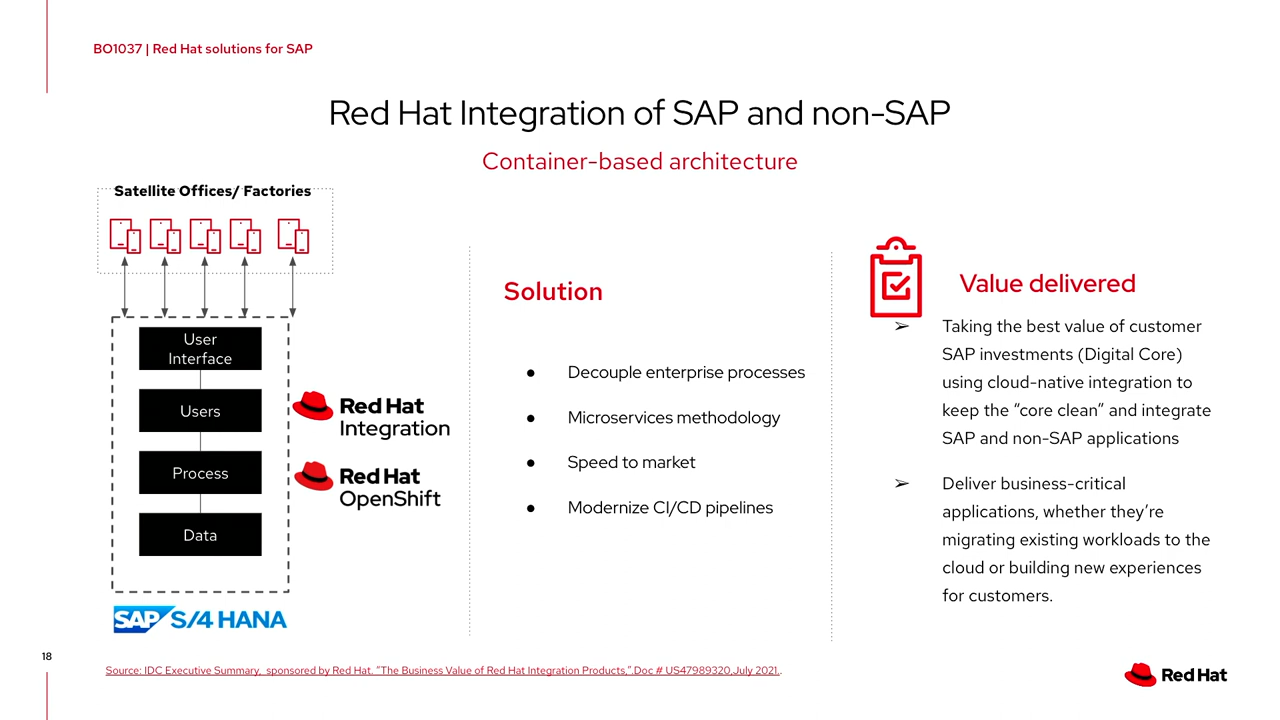 BO1037 | Red Hat solutions for SAP
Red Hat Integration of SAP and non-SAP
Container-based architecture
Satellite Offices/ Factories
User
Interface
Users
Process
Data
Red Hat
Integration
Red Hat
OpenShift
SAP S/4 HANA
Solution
● Decouple enterprise processes
● Microservices methodology
● Speed to market
● Modernize CI/CD pipelines
Value delivered
➢ Taking the best value of customer
SAP investments (Digital Core)
using cloud-native integration to
keep the “core clean” and integrate
SAP and non-SAP applications
➢ Deliver business-critical
applications, whether they’re
migrating existing workloads to the
cloud or building new experiences
for customers.
18
Source: IDC Executive Summary, sponsored by Red Hat. “The Business Value of Red Hat Integration Products,”.Doc # US47989320,July 2021..
Red Hat